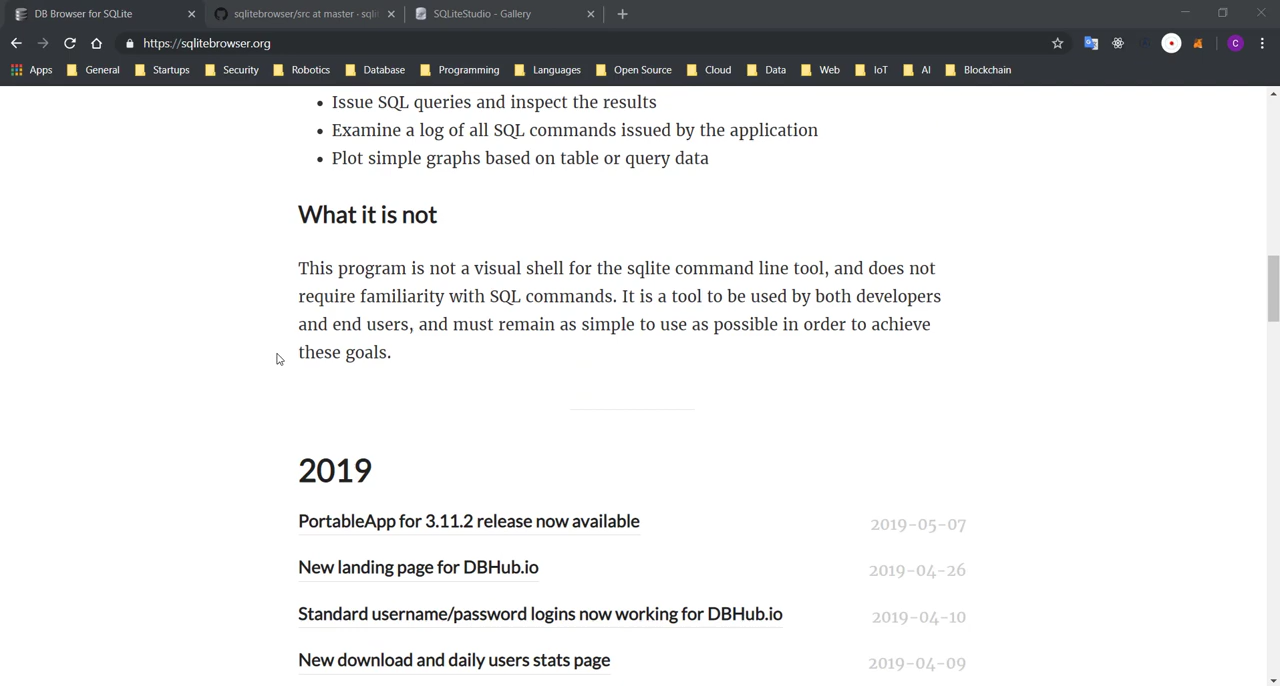 DB Browser for SQLite
sqlitebrowser/src at master · sqli
SQLiteStudio - Gallery
https://sqlitebrowser.org
C
Apps General Startups Security Robotics Database Programming Languages Open Source Cloud Data Web IoT AI Blockchain
• Issue SQL queries and inspect the results
• Examine a log of all SQL commands issued by the application
• Plot simple graphs based on table or query data
What it is not
This program is not a visual shell for the sqlite command line tool, and does not
require familiarity with SQL commands. It is a tool to be used by both developers
and end users, and must remain as simple to use as possible in order to achieve
these goals.
2019
PortableApp for 3.11.2 release now available 2019-05-07
New landing page for DBHub.io 2019-04-26
Standard username/password logins now working for DBHub.io 2019-04-10
New download and daily users stats page 2019-04-09